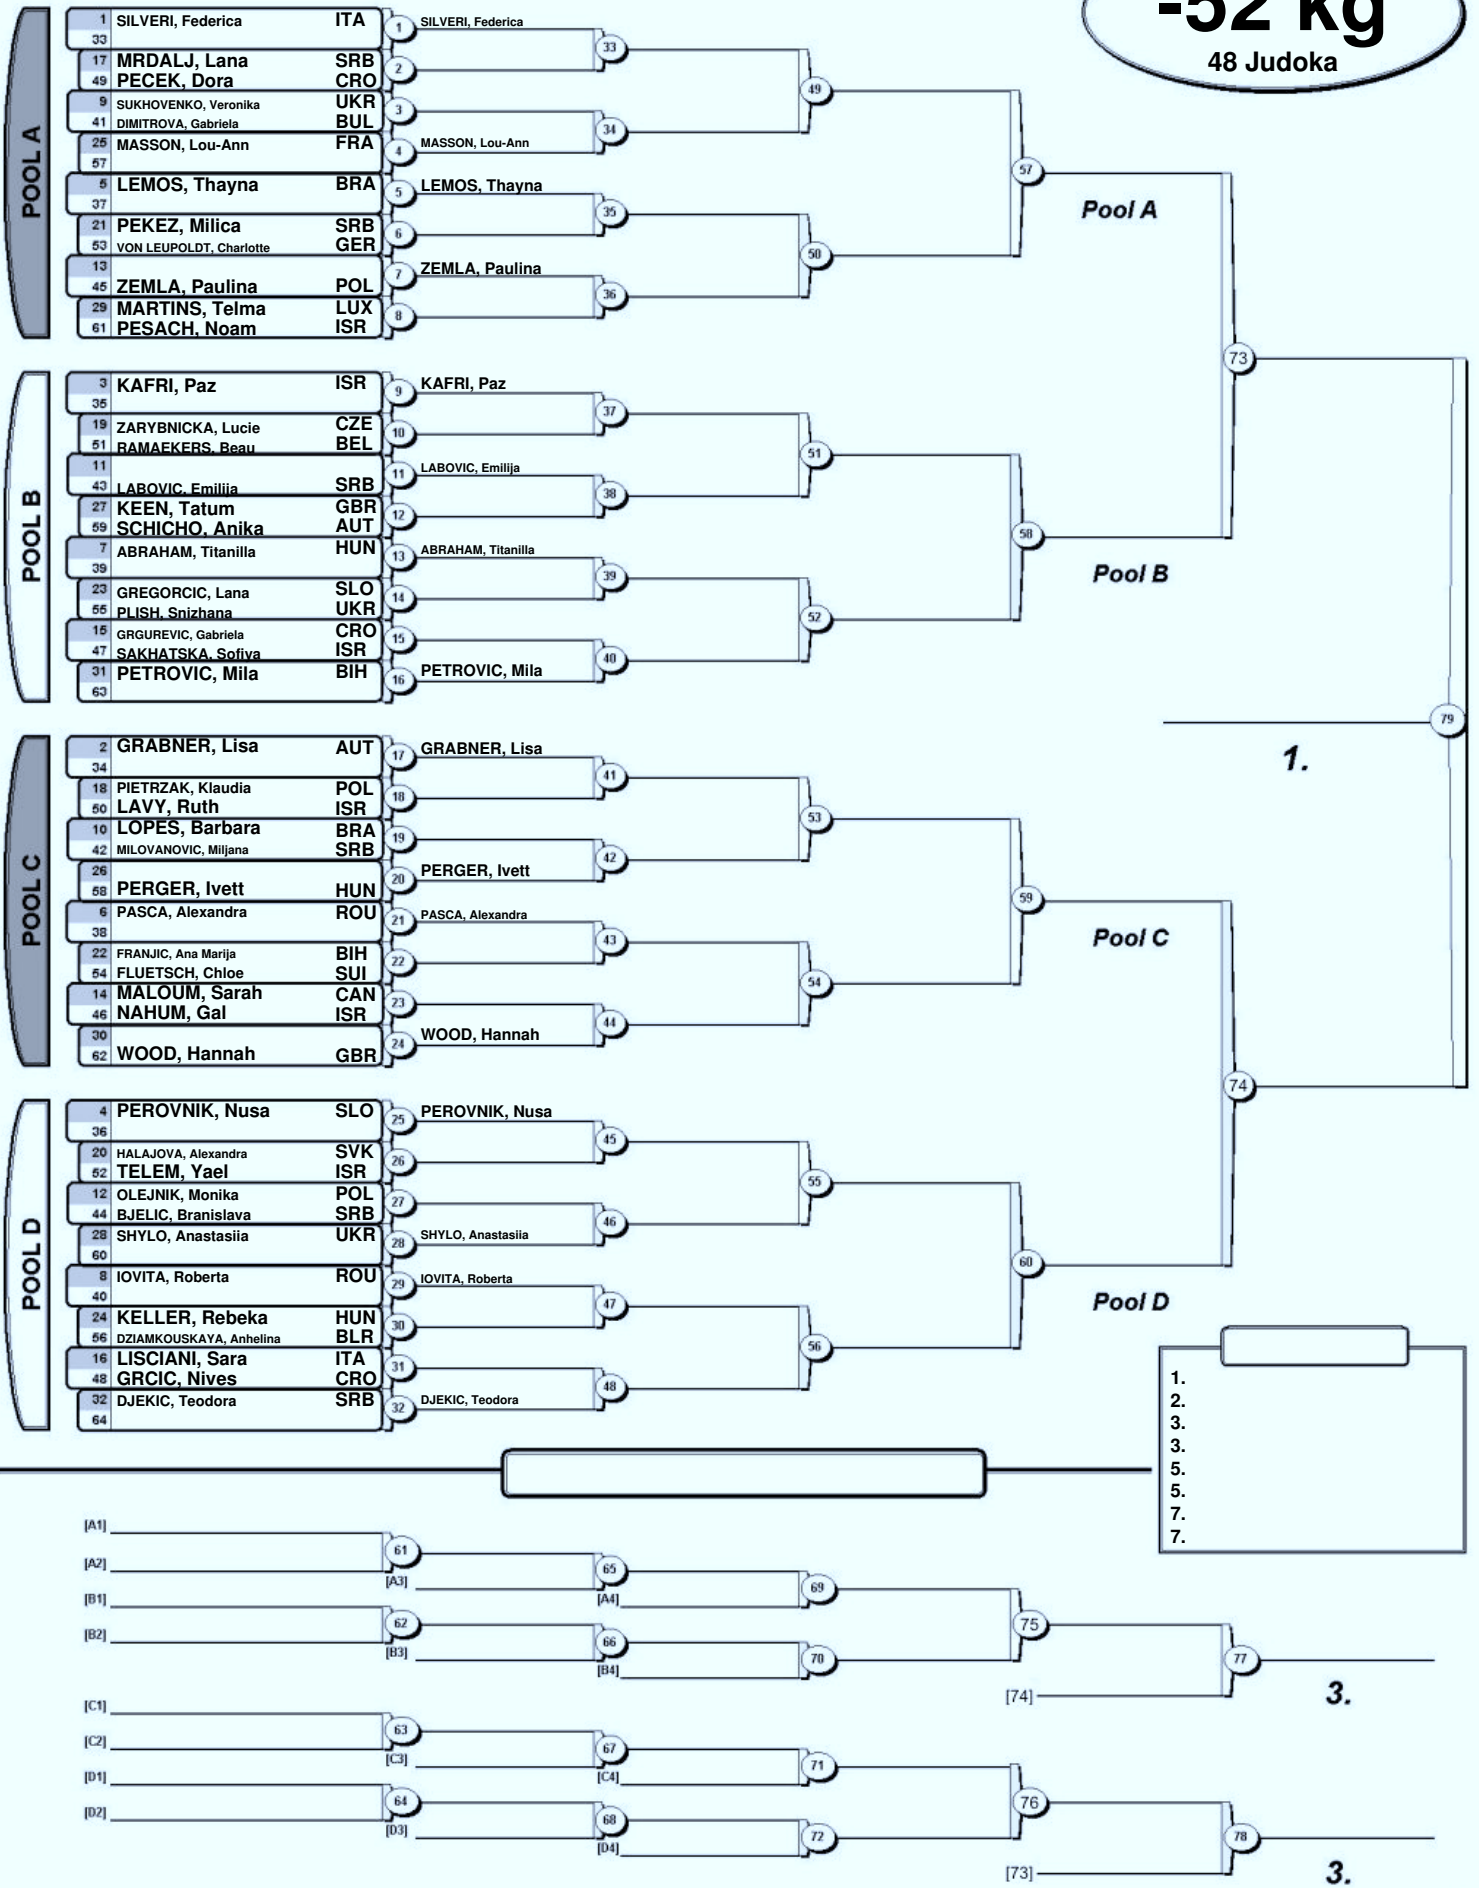 -52 kg
48 Judoka
POOL A
1 SILVERI, Federica ITA
33
17 MRDALJ, Lana SRB
49 PECEK, Dora CRO
9 SUKHOVENKO, Veronika UKR
41 DIMITROVA, Gabriela BUL
25 MASSON, Lou-Ann FRA
57
5 LEMOS, Thayna BRA
37
21 PEKEZ, Milica SRB
53 VON LEUPOLDT, Charlotte GER
13
45 ZEMLA, Paulina POL
29 MARTINS, Telma LUX
61 PESACH, Noam ISR
1 SILVERI, Federica
2
3
4 MASSON, Lou-Ann
5 LEMOS, Thayna
6
7 ZEMLA, Paulina
8
33
34
35
36
49
50
57
Pool A
POOL B
3 KAFRI, Paz ISR
35
19 ZARYBNICKA, Lucie CZE
51 RAMAEKERS, Beau BEL
11
43 LABOVIC, Emilija SRB
27 KEEN, Tatum GBR
59 SCHICHO, Anika AUT
7 ABRAHAM, Titanilla HUN
39
23 GREGORCIC, Lana SLO
55 PLISH, Snizhana UKR
15 GRGUREVIC, Gabriela CRO
47 SAKHATSKA, Sofiya ISR
31 PETROVIC, Mila BIH
63
9 KAFRI, Paz
10
11 LABOVIC, Emilija
12
13 ABRAHAM, Titanilla
14
15
16 PETROVIC, Mila
37
38
39
40
51
52
58
Pool B
73
POOL C
2 GRABNER, Lisa AUT
34
18 PIETRZAK, Klaudia POL
50 LAVY, Ruth ISR
10 LOPES, Barbara BRA
42 MILOVANOVIC, Miljana SRB
26
58 PERGER, Ivett HUN
6 PASCA, Alexandra ROU
38
22 FRANJIC, Ana Marija BIH
54 FLUETSCH, Chloe SUI
14 MALOUM, Sarah CAN
46 NAHUM, Gal ISR
30
62 WOOD, Hannah GBR
17 GRABNER, Lisa
18
19
20 PERGER, Ivett
21 PASCA, Alexandra
22
23
24 WOOD, Hannah
41
42
43
44
53
54
59
Pool C
79
1.
POOL D
4 PEROVNIK, Nusa SLO
36
20 HALAJOVA, Alexandra SVK
52 TELEM, Yael ISR
12 OLEJNIK, Monika POL
44 BJELIC, Branislava SRB
28 SHYLO, Anastasiia UKR
60
8 IOVITA, Roberta ROU
40
24 KELLER, Rebeka HUN
56 DZIAMKOUSKAYA, Anhelina BLR
16 LISCIANI, Sara ITA
48 GRCIC, Nives CRO
32 DJEKIC, Teodora SRB
64
25 PEROVNIK, Nusa
26
27
28 SHYLO, Anastasiia
29 IOVITA, Roberta
30
31
32 DJEKIC, Teodora
45
46
47
48
55
56
60
Pool D
74
1.
2.
3.
3.
5.
5.
7.
7.
[A1]
[A2]
61
[A3]
65
[A4]
69
[B1]
[B2]
62
[B3]
66
[B4]
70
75
[74]
77
3.
[C1]
[C2]
63
[C3]
67
[C4]
71
[D1]
[D2]
64
[D3]
68
[D4]
72
76
[73]
78
3.